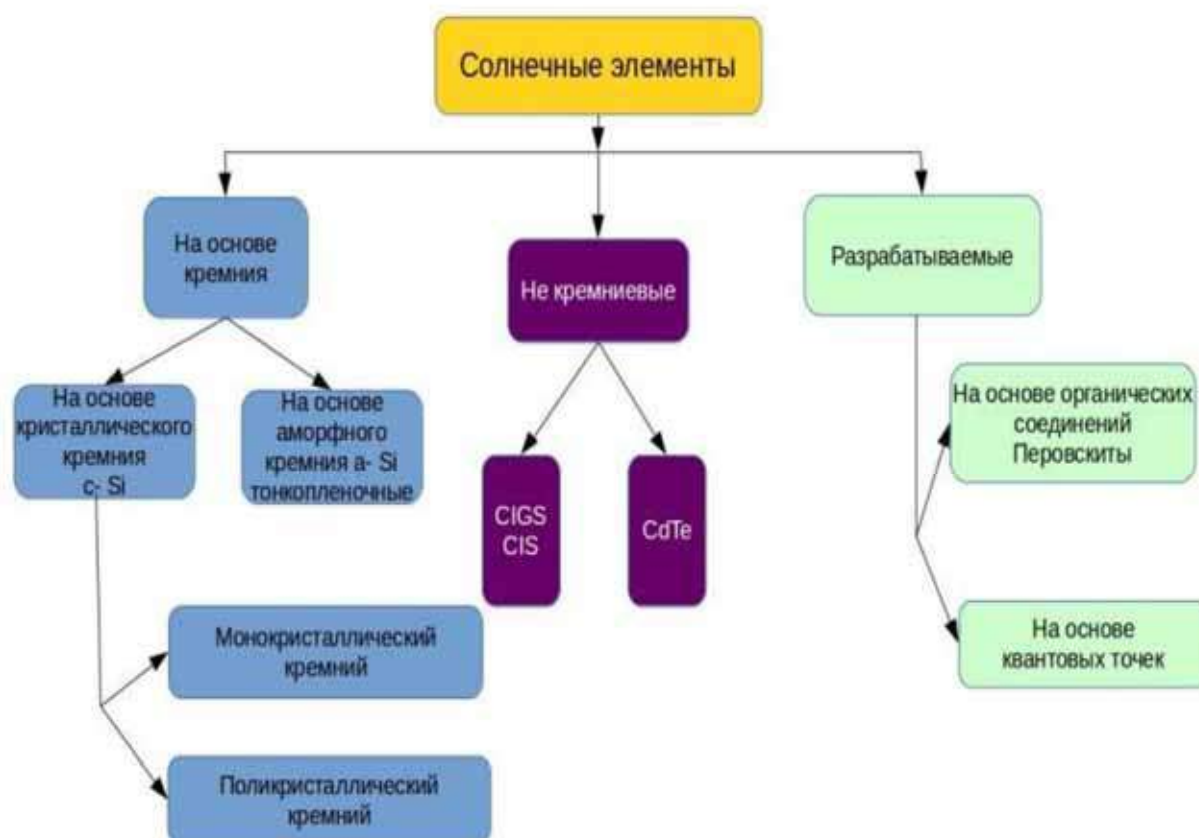 Солнечные элементы
На основе
кремния
Не кремниевые
Разрабатываемые
На основе
кристаллического
кремния
c- Si
На основе
аморфного
кремния a- Si
тонкопленочные
CIGS
CIS
CdTe
На основе органических
соединений
Перовскиты
На основе
квантовых точек
Монокристаллический
кремний
Поликристаллический
кремний